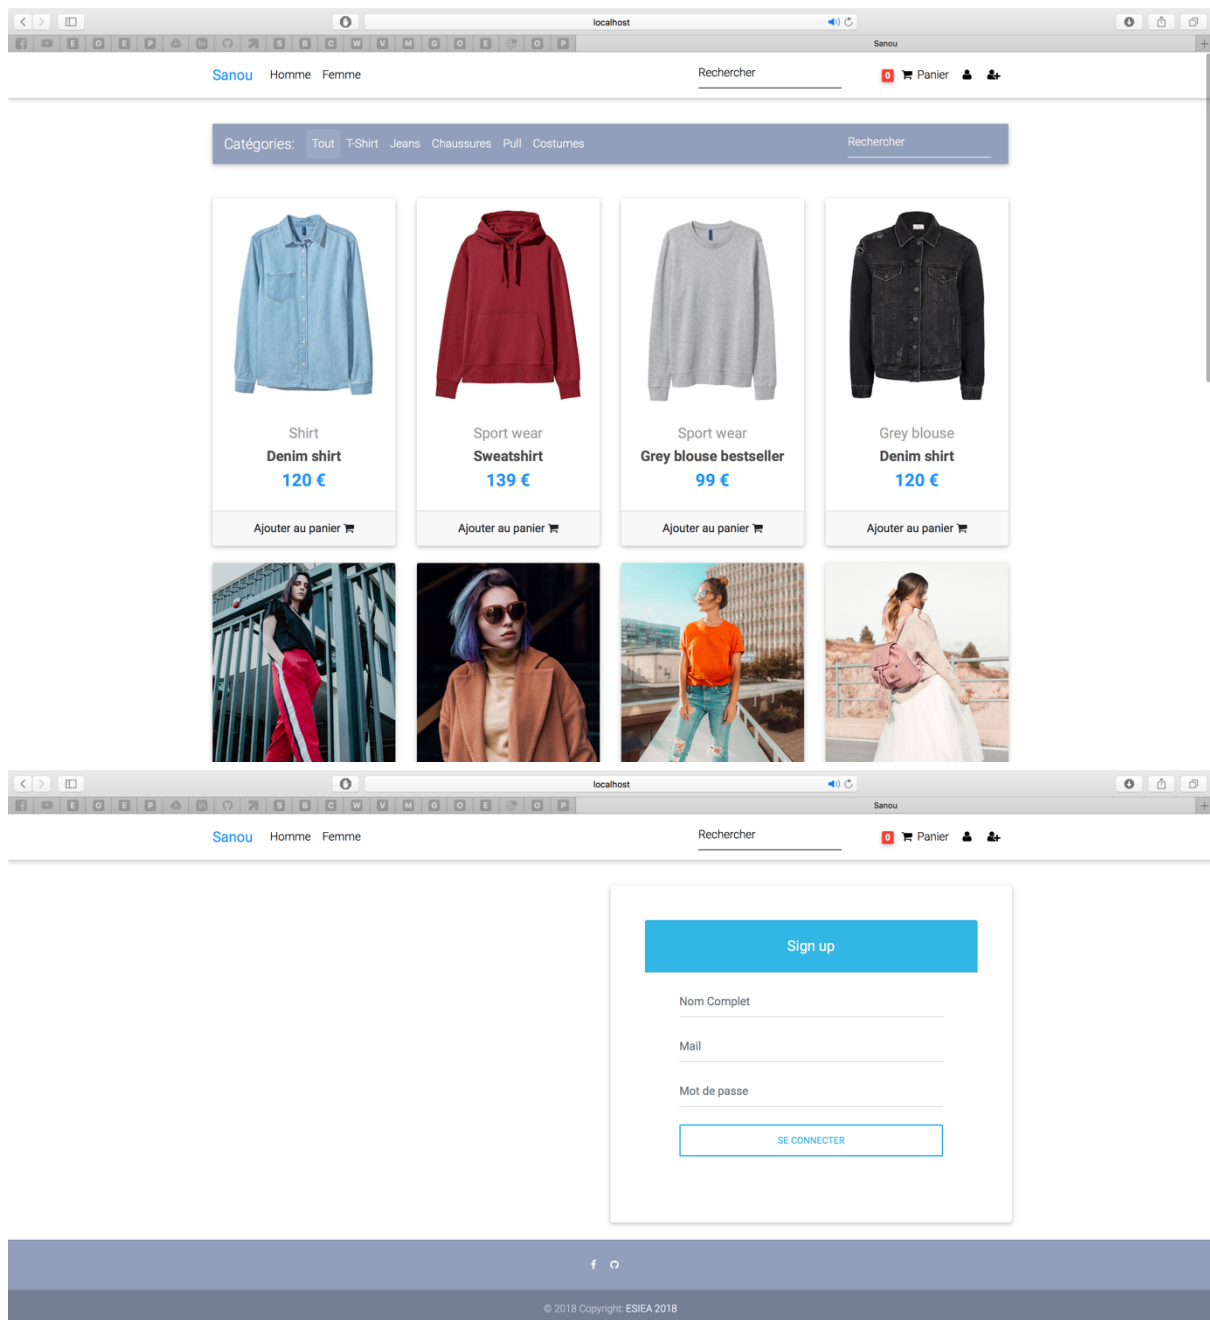 localhost
E O E P in S B C W V M G O E O P Sanou
Sanou Homme Femme Rechercher 0 Panier
Catégories: Tout T-Shirt Jeans Chaussures Pull Costumes Rechercher
Shirt Sport wear Sport wear Grey blouse
Denim shirt Sweatshirt Grey blouse bestseller Denim shirt
120 € 139 € 99 € 120 €
Ajouter au panier Ajouter au panier Ajouter au panier Ajouter au panier
localhost
E O E P in S B C W V M G O E O P Sanou
Sanou Homme Femme Rechercher 0 Panier
Sign up
Nom Complet
Mail
Mot de passe
SE CONNECTER
© 2018 Copyright: ESIEA 2018